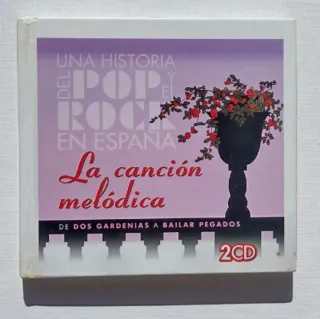 UNA HISTORIA
DEL POP Y EL
ROCK
EN ESPAÑA
La canción
melódica
DE DOS GARDENIAS A BAILAR PEGADOS
2CD